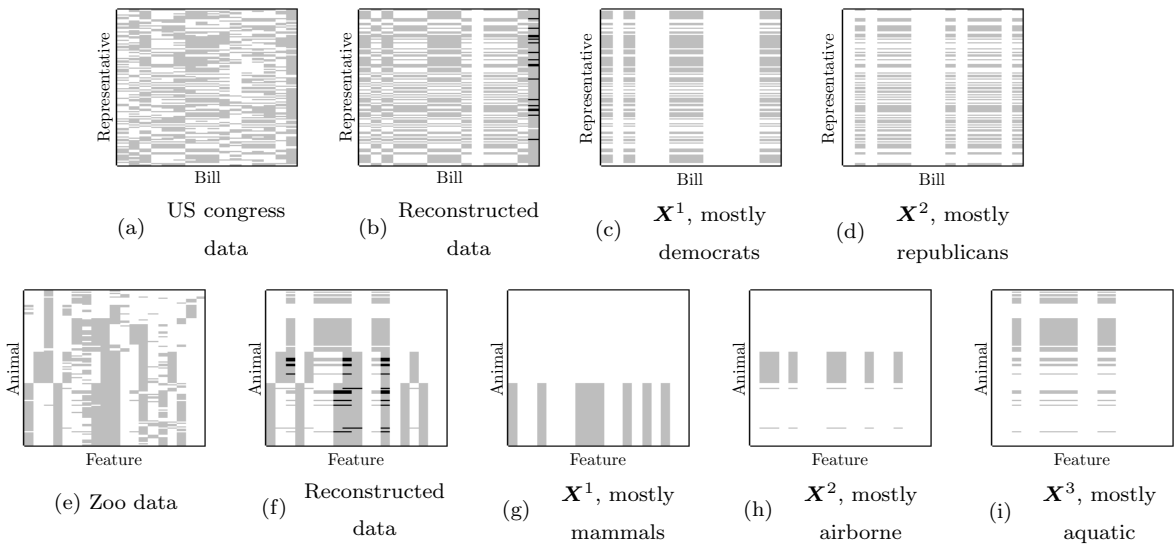 Representative
Bill
(a) US congress
data
Representative
Bill
(b) Reconstructed
data
Representative
Bill
(c) X¹, mostly
democrats
Representative
Bill
(d) X², mostly
republicans
Animal
Feature
(e) Zoo data
Animal
Feature
(f) Reconstructed
data
Animal
Feature
(g) X¹, mostly
mammals
Animal
Feature
(h) X², mostly
airborne
Animal
Feature
(i) X³, mostly
aquatic